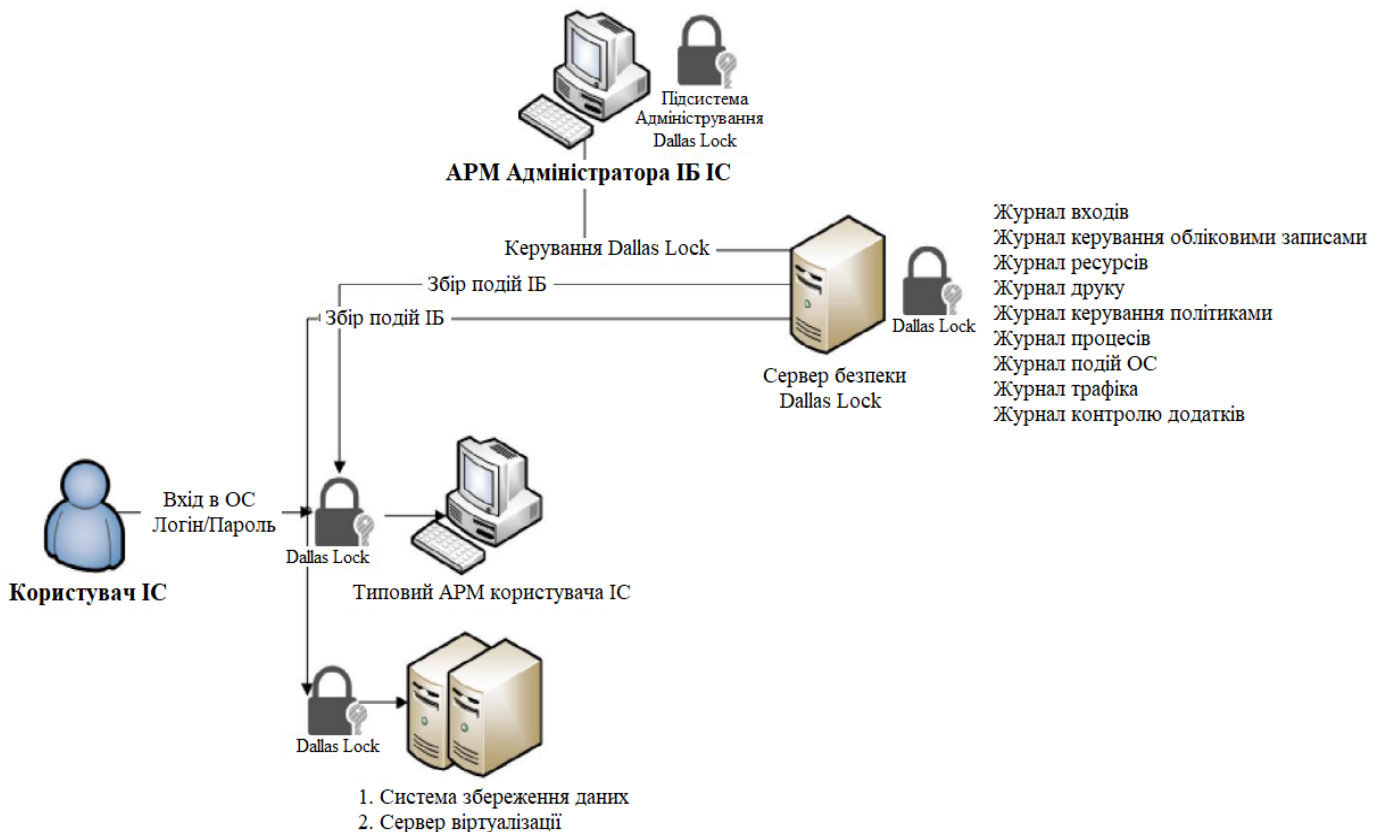 Підсистема
Адміністрування
Dallas Lock
АРМ Адміністратора ІБ ІС
Керування Dallas Lock
Збір подій ІБ
Збір подій ІБ
Dallas Lock
Сервер безпеки
Dallas Lock
Журнал входів
Журнал керування обліковими записами
Журнал ресурсів
Журнал друку
Журнал керування політиками
Журнал процесів
Журнал подій ОС
Журнал трафіка
Журнал контролю додатків
Вхід в ОС
Логін/Пароль
Користувач ІС
Dallas Lock
Типовий АРМ користувача ІС
Dallas Lock
1. Система збереження даних
2. Сервер віртуалізації